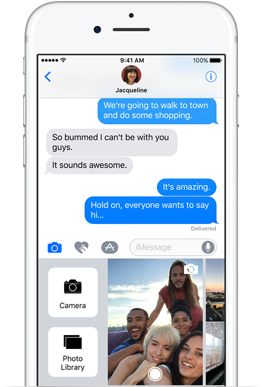 9:41 AM
100%
Jacqueline
We're going to walk to town
and do some shopping.
So bummed I can't be with you
guys.
It sounds awesome.
It's amazing.
Hold on, everyone wants to say
hi...
Delivered
iMessage
Camera
Photo
Library